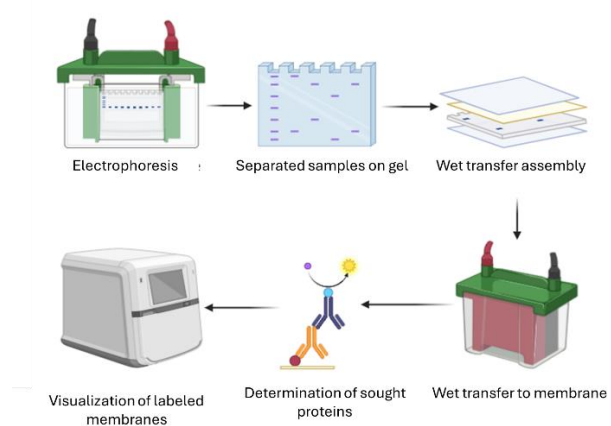 Electrophoresis
Separated samples on gel
Wet transfer assembly
Visualization of labeled
membranes
Determination of sought
proteins
Wet transfer to membrane